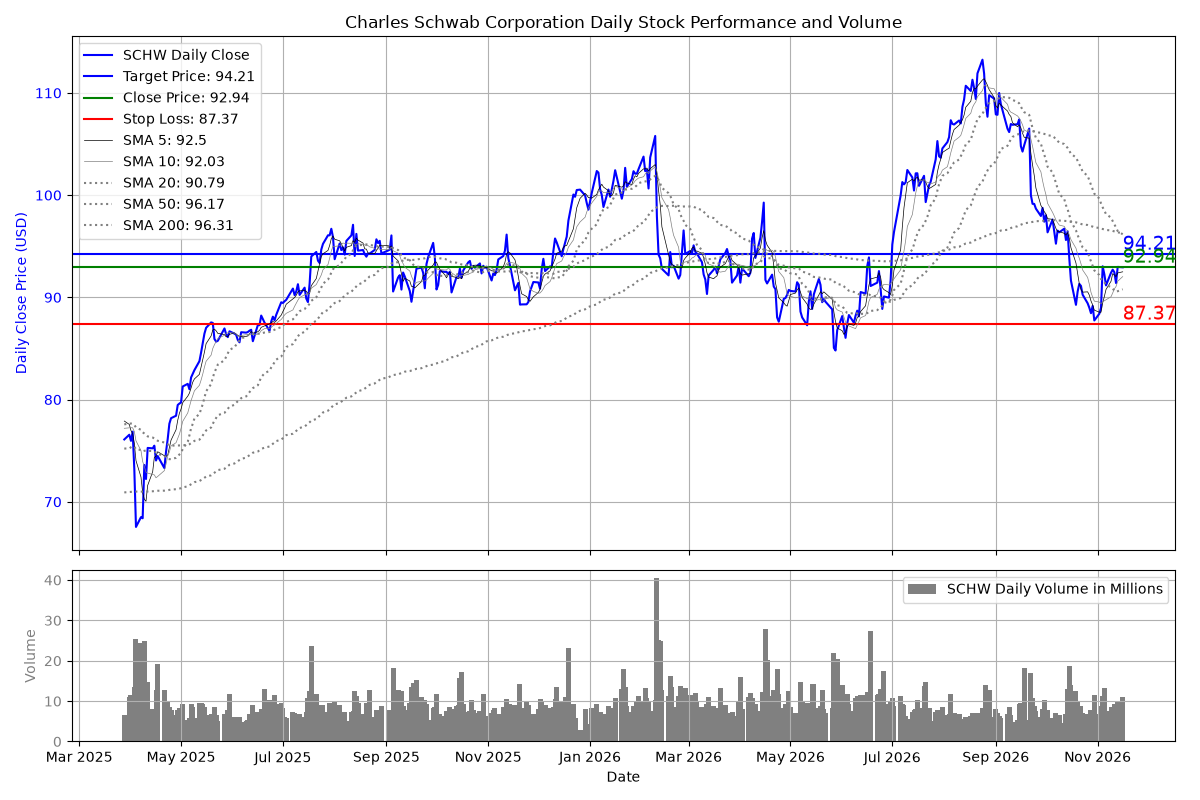 Charles Schwab Corporation Daily Stock Performance and Volume
SCHW Daily Close
Target Price: 94.21
Close Price: 92.94
Stop Loss: 87.37
SMA 5: 92.5
SMA 10: 92.03
SMA 20: 90.79
SMA 50: 96.17
SMA 200: 96.31
Daily Close Price (USD)
110
100
90
80
70
94.21
92.94
87.37
SCHW Daily Volume in Millions
Volume
40
30
20
10
0
Mar 2025 May 2025 Jul 2025 Sep 2025 Nov 2025 Jan 2026 Mar 2026 May 2026 Jul 2026 Sep 2026 Nov 2026
Date